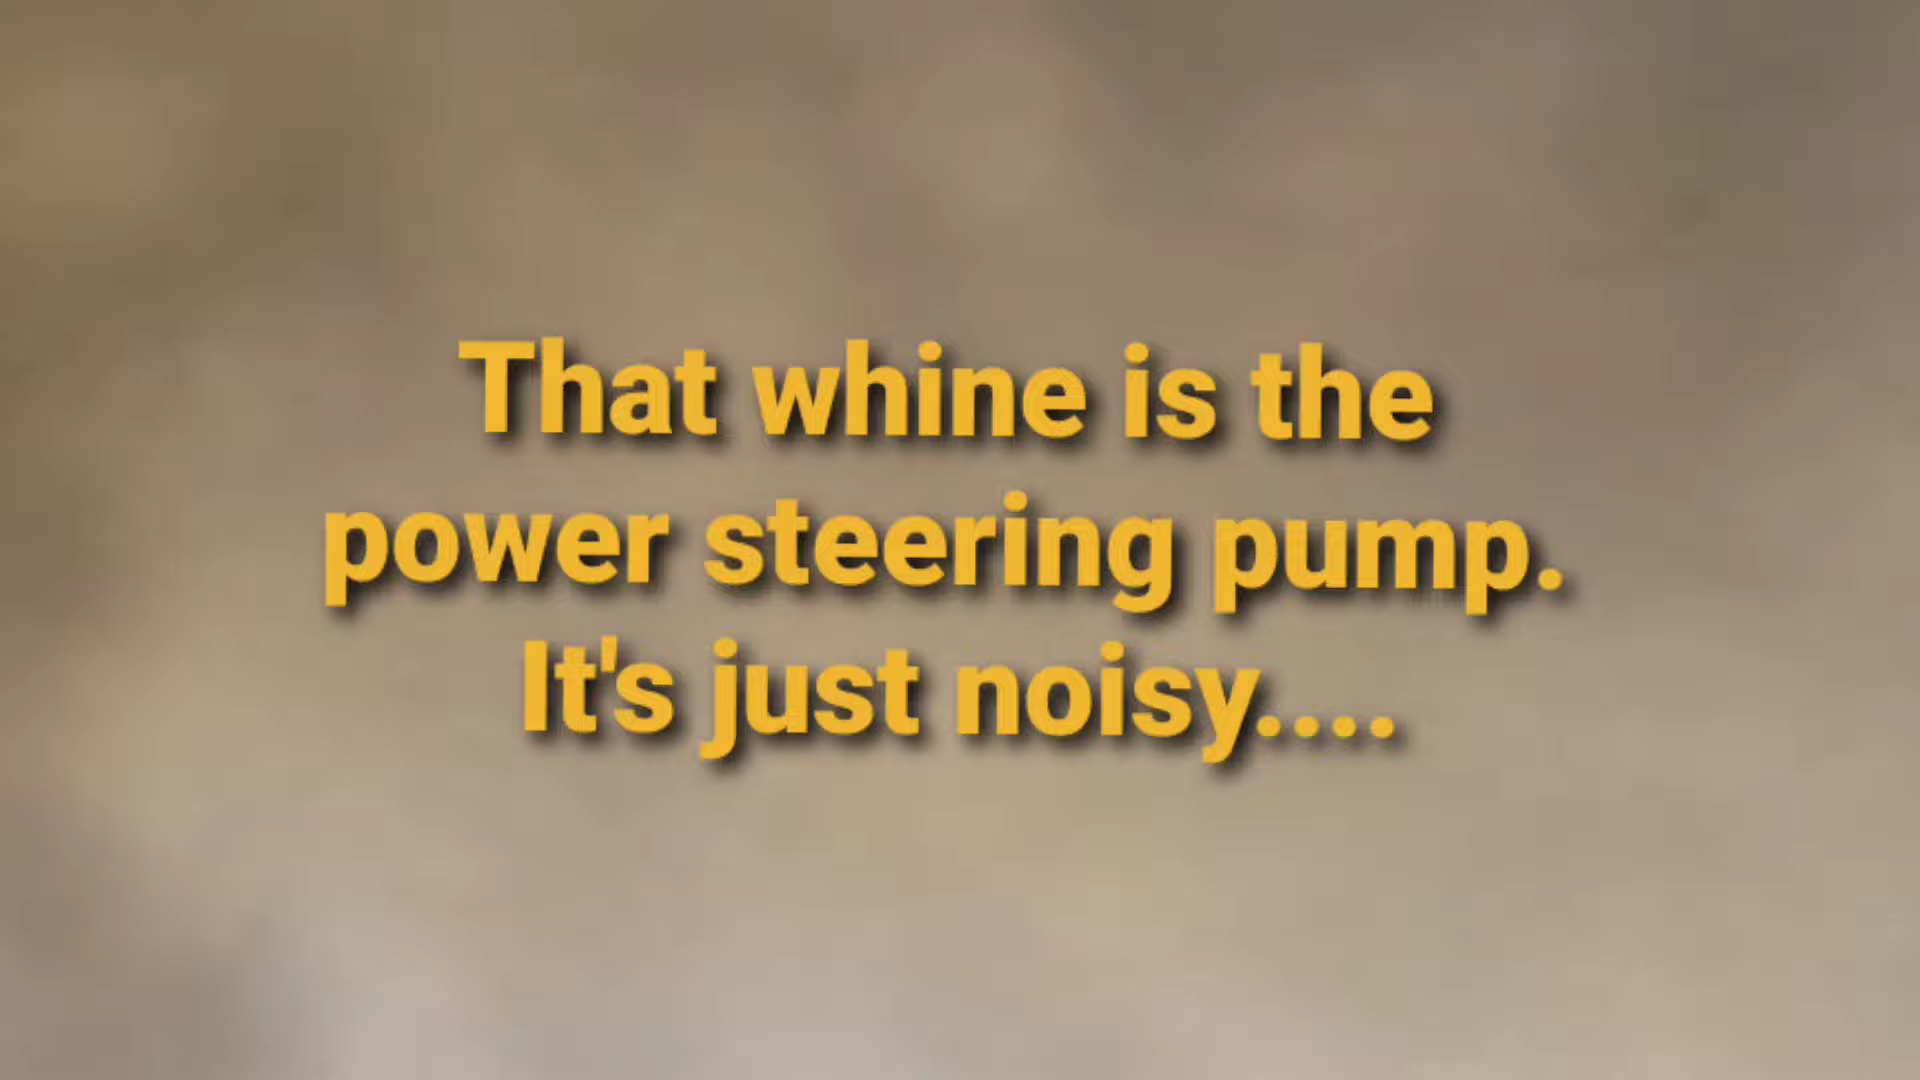 That whine is the
power steering pump.
It's just noisy....